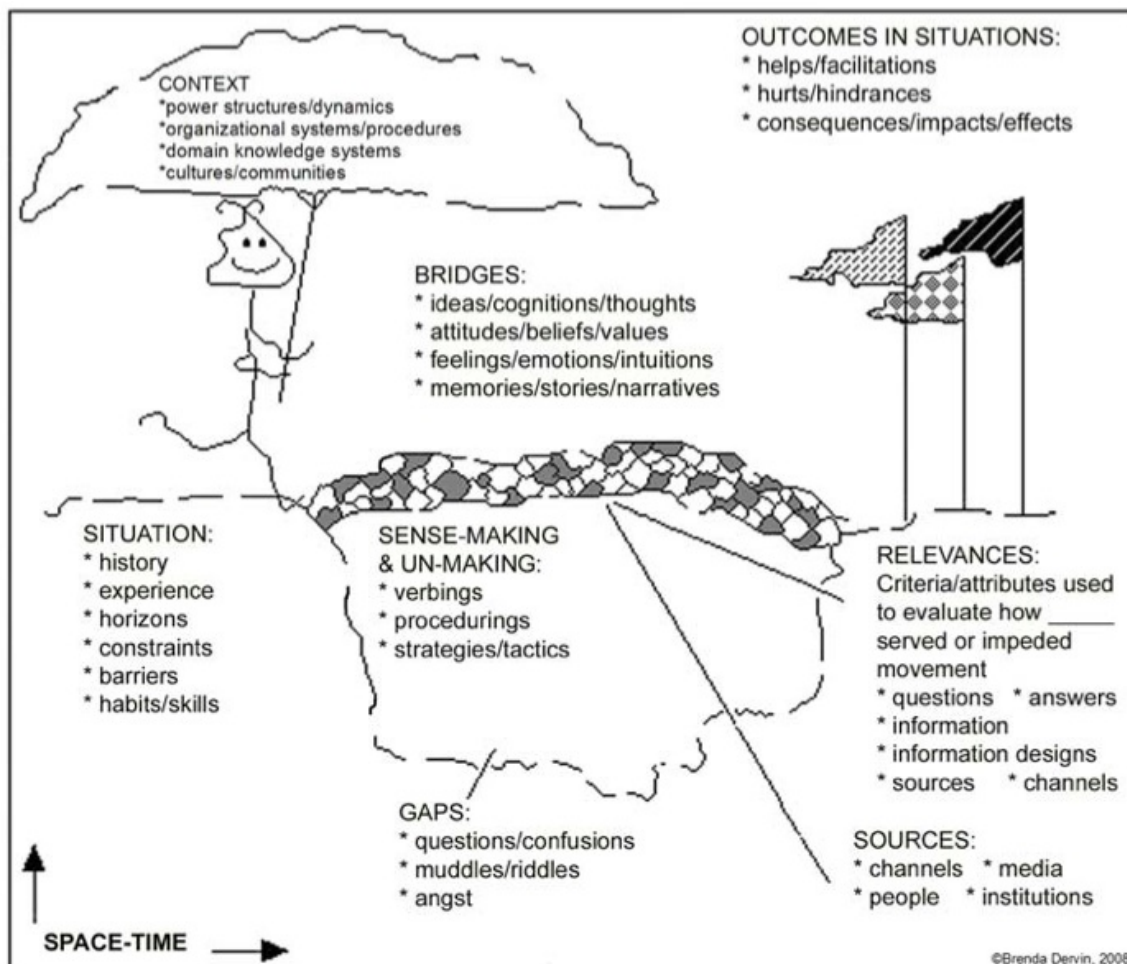 CONTEXT
*power structures/dynamics
*organizational systems/procedures
*domain knowledge systems
*cultures/communities
OUTCOMES IN SITUATIONS:
* helps/facilitations
* hurts/hindrances
* consequences/impacts/effects
BRIDGES:
* ideas/cognitions/thoughts
* attitudes/beliefs/values
* feelings/emotions/intuitions
* memories/stories/narratives
SITUATION:
* history
* experience
* horizons
* constraints
* barriers
* habits/skills
SENSE-MAKING
& UN-MAKING:
* verbings
* procedurings
* strategies/tactics
RELEVANCES:
Criteria/attributes used
to evaluate how _____
served or impeded
movement
* questions * answers
* information
* information designs
* sources * channels
GAPS:
* questions/confusions
* muddles/riddles
* angst
SOURCES:
* channels * media
* people * institutions
SPACE-TIME
©Brenda Dervin, 2008